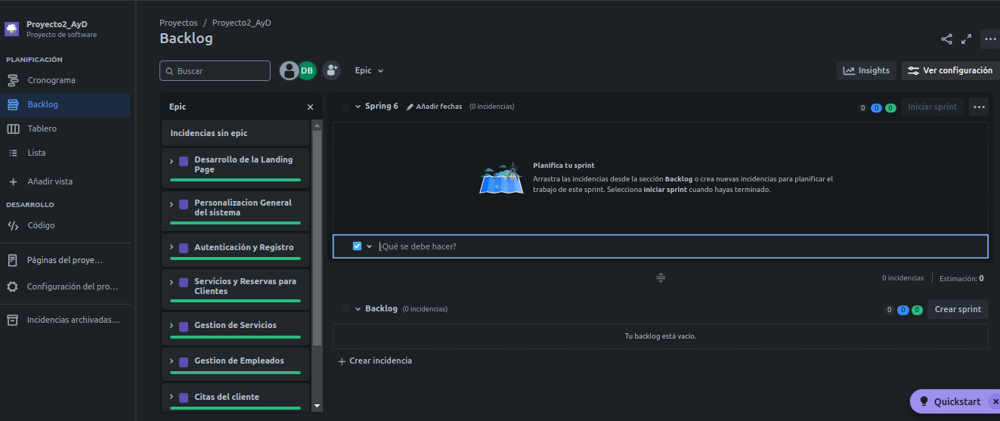 Proyecto2_AyD
Proyecto de software
PLANIFICACIÓN
Cronograma
Backlog
Tablero
Lista
Añadir vista
DESARROLLO
Código
Páginas del proye...
Configuración del pro...
Incidencias archivadas...
Proyectos / Proyecto2_AyD
Backlog
Buscar
DB
Epic
Insights
Ver configuración
Epic
Incidencias sin epic
Desarrollo de la Landing
Page
Personalizacion General
del sistema
Autenticación y Registro
Servicios y Reservas para
Clientes
Gestion de Servicios
Gestion de Empleados
Citas del cliente
Spring 6 Añadir fechas (0 incidencias)
0 0 0 Iniciar sprint
Planifica tu sprint
Arrastra las incidencias desde la sección Backlog o crea nuevas incidencias para planificar el
trabajo de este sprint. Selecciona Iniciar sprint cuando hayas terminado.
¿Qué se debe hacer?
0 incidencias Estimación: 0
Backlog (0 incidencias)
0 0 0 Crear sprint
Tu backlog está vacío.
Crear incidencia
Quickstart